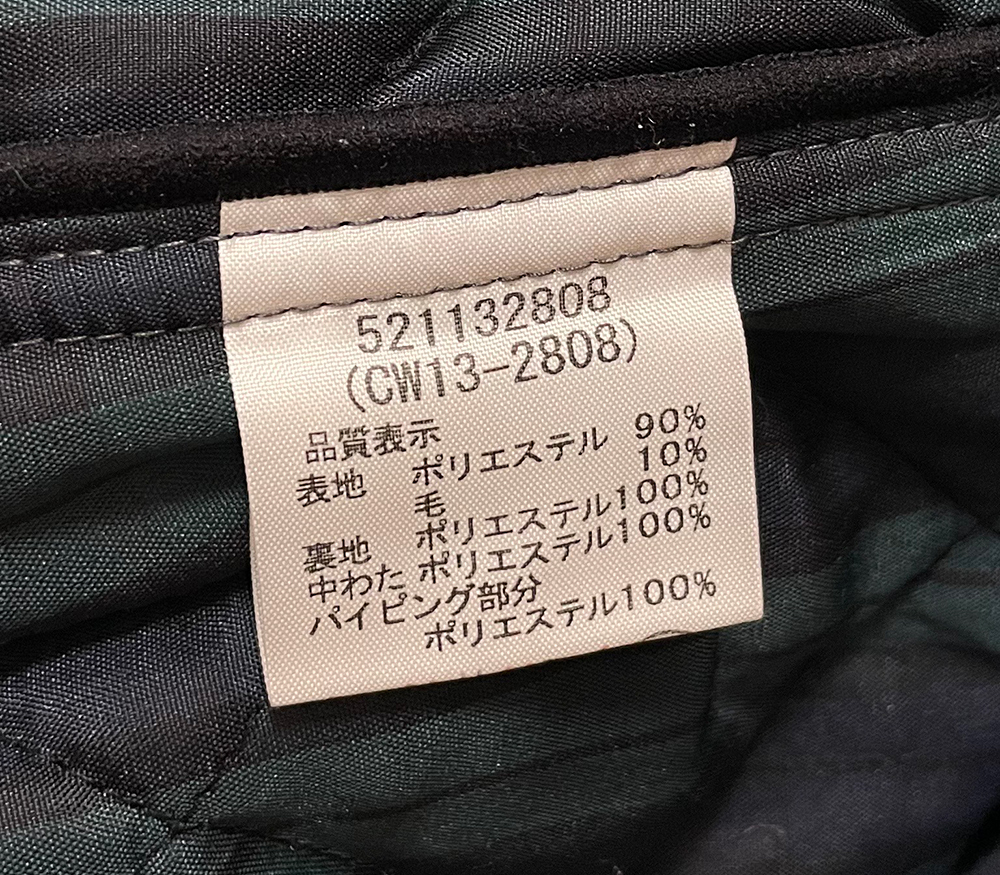 521132808
(CW13-2808)
品質表示
表地 ポリエステル 90%
毛 10%
裏地 ポリエステル100%
中わた ポリエステル100%
パイピング部分
ポリエステル100%